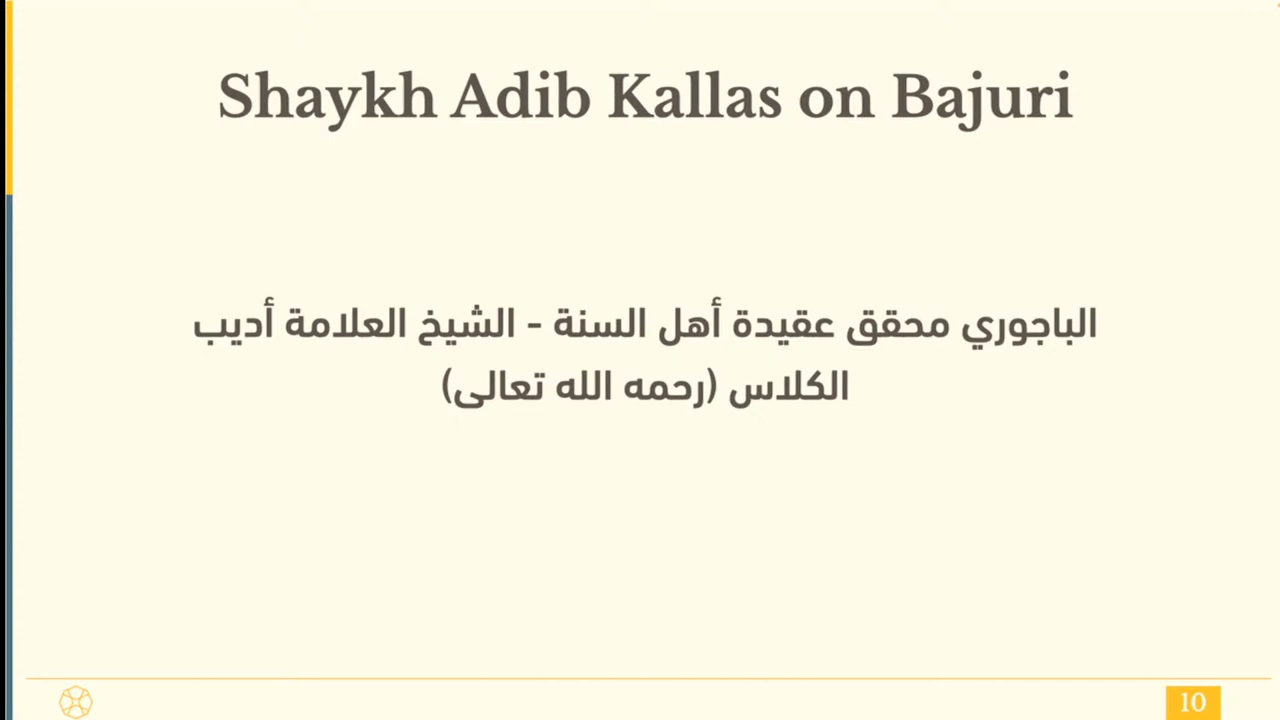 Shaykh Adib Kallas on Bajuri
الباجوري محقق عقيدة أهل السنة - الشيخ العلامة أديب
الكلاس (رحمه الله تعالى)
10